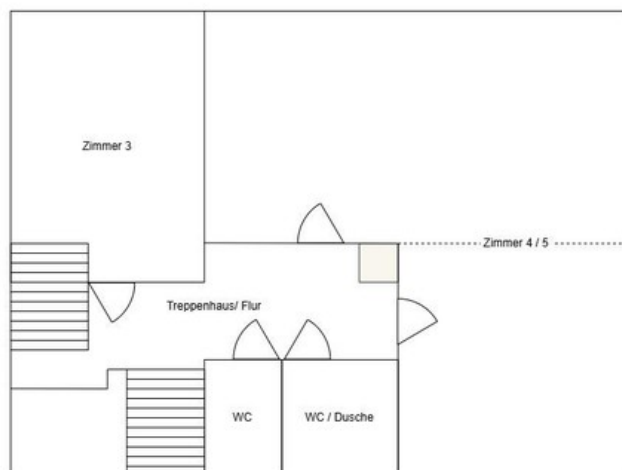 Zimmer 3
Zimmer 4 / 5
Treppenhaus/ Flur
WC
WC / Dusche